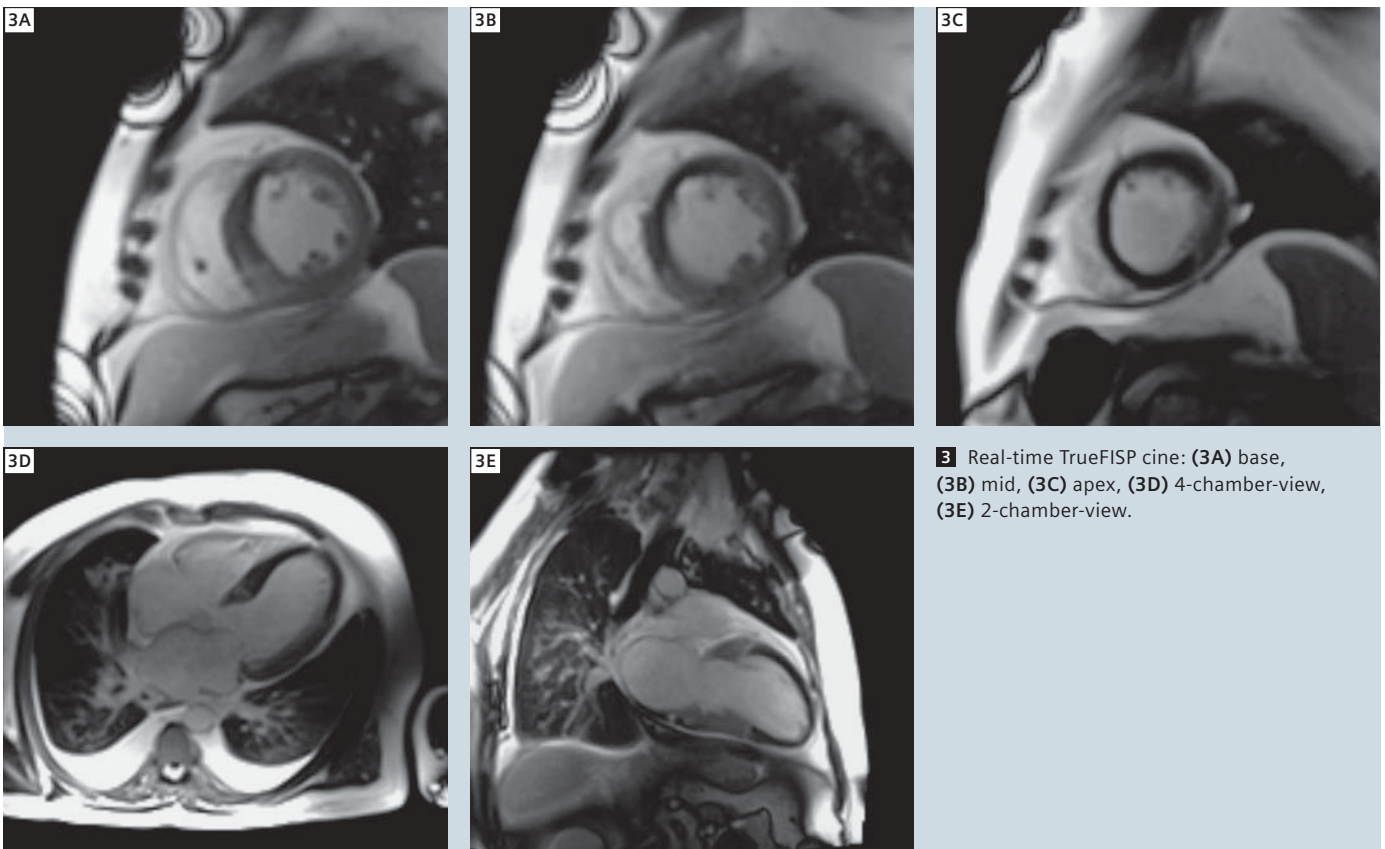 3A
3B
3C
3D
3E
3 Real-time TrueFISP cine: (3A) base,
(3B) mid, (3C) apex, (3D) 4-chamber-view,
(3E) 2-chamber-view.